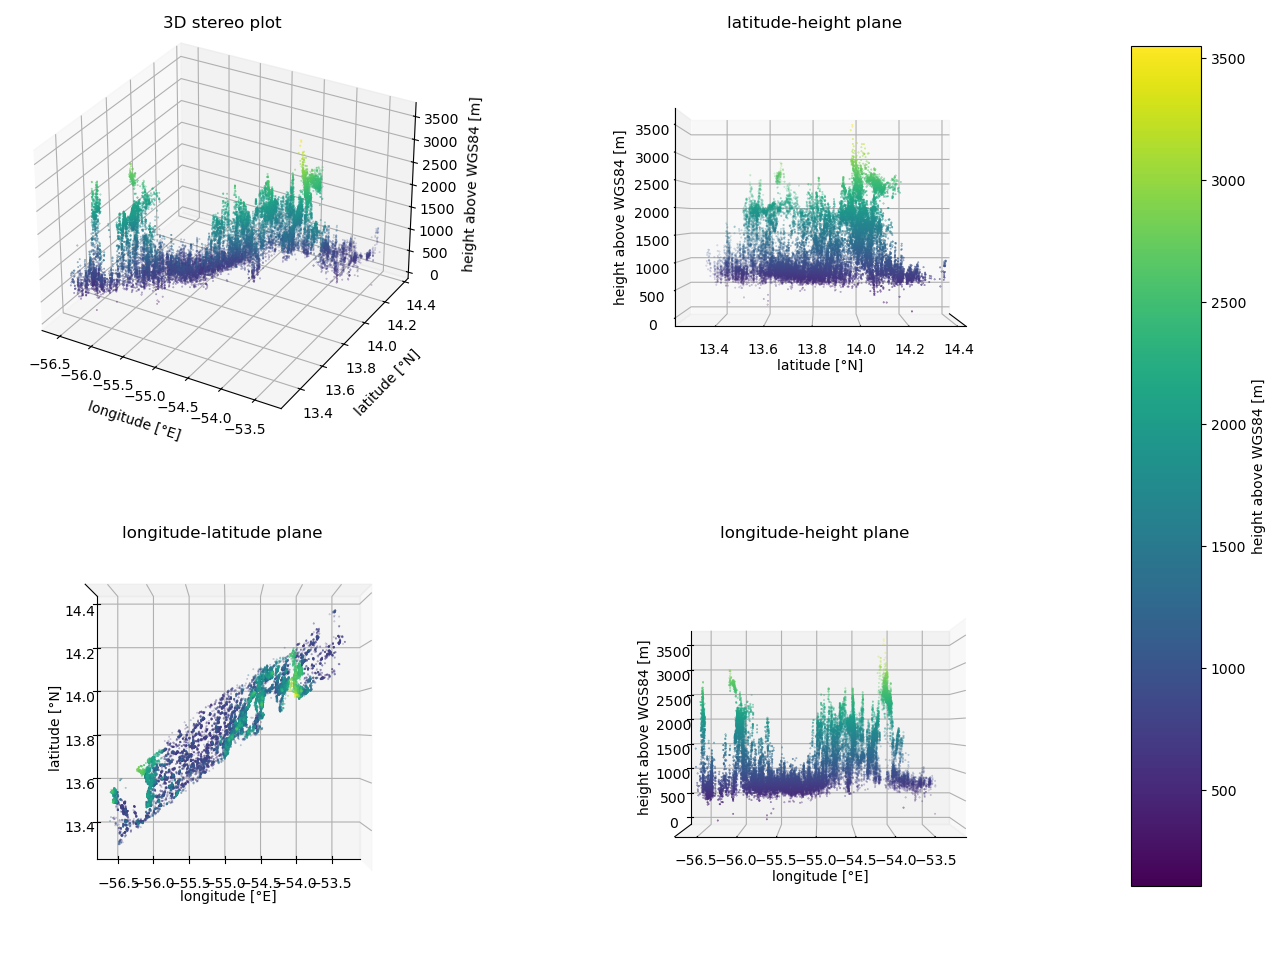 3D stereo plot
3500
3000
2500
2000
1500
1000
500
0
height above WGS84 [m]
14.4
14.2
14.0
13.8
13.6
13.4
latitude [°N]
−56.5
−56.0
−55.5
−55.0
−54.5
−54.0
−53.5
longitude [°E]
latitude-height plane
3500
3000
2500
2000
1500
1000
500
0
height above WGS84 [m]
13.4 13.6 13.8 14.0 14.2 14.4
latitude [°N]
longitude-latitude plane
14.4
14.2
14.0
13.8
13.6
13.4
latitude [°N]
−56.5 −56.0 −55.5 −55.0 −54.5 −54.0 −53.5
longitude [°E]
longitude-height plane
3500
3000
2500
2000
1500
1000
500
0
height above WGS84 [m]
−56.5 −56.0 −55.5 −55.0 −54.5 −54.0 −53.5
longitude [°E]
3500
3000
2500
2000
1500
1000
500
height above WGS84 [m]